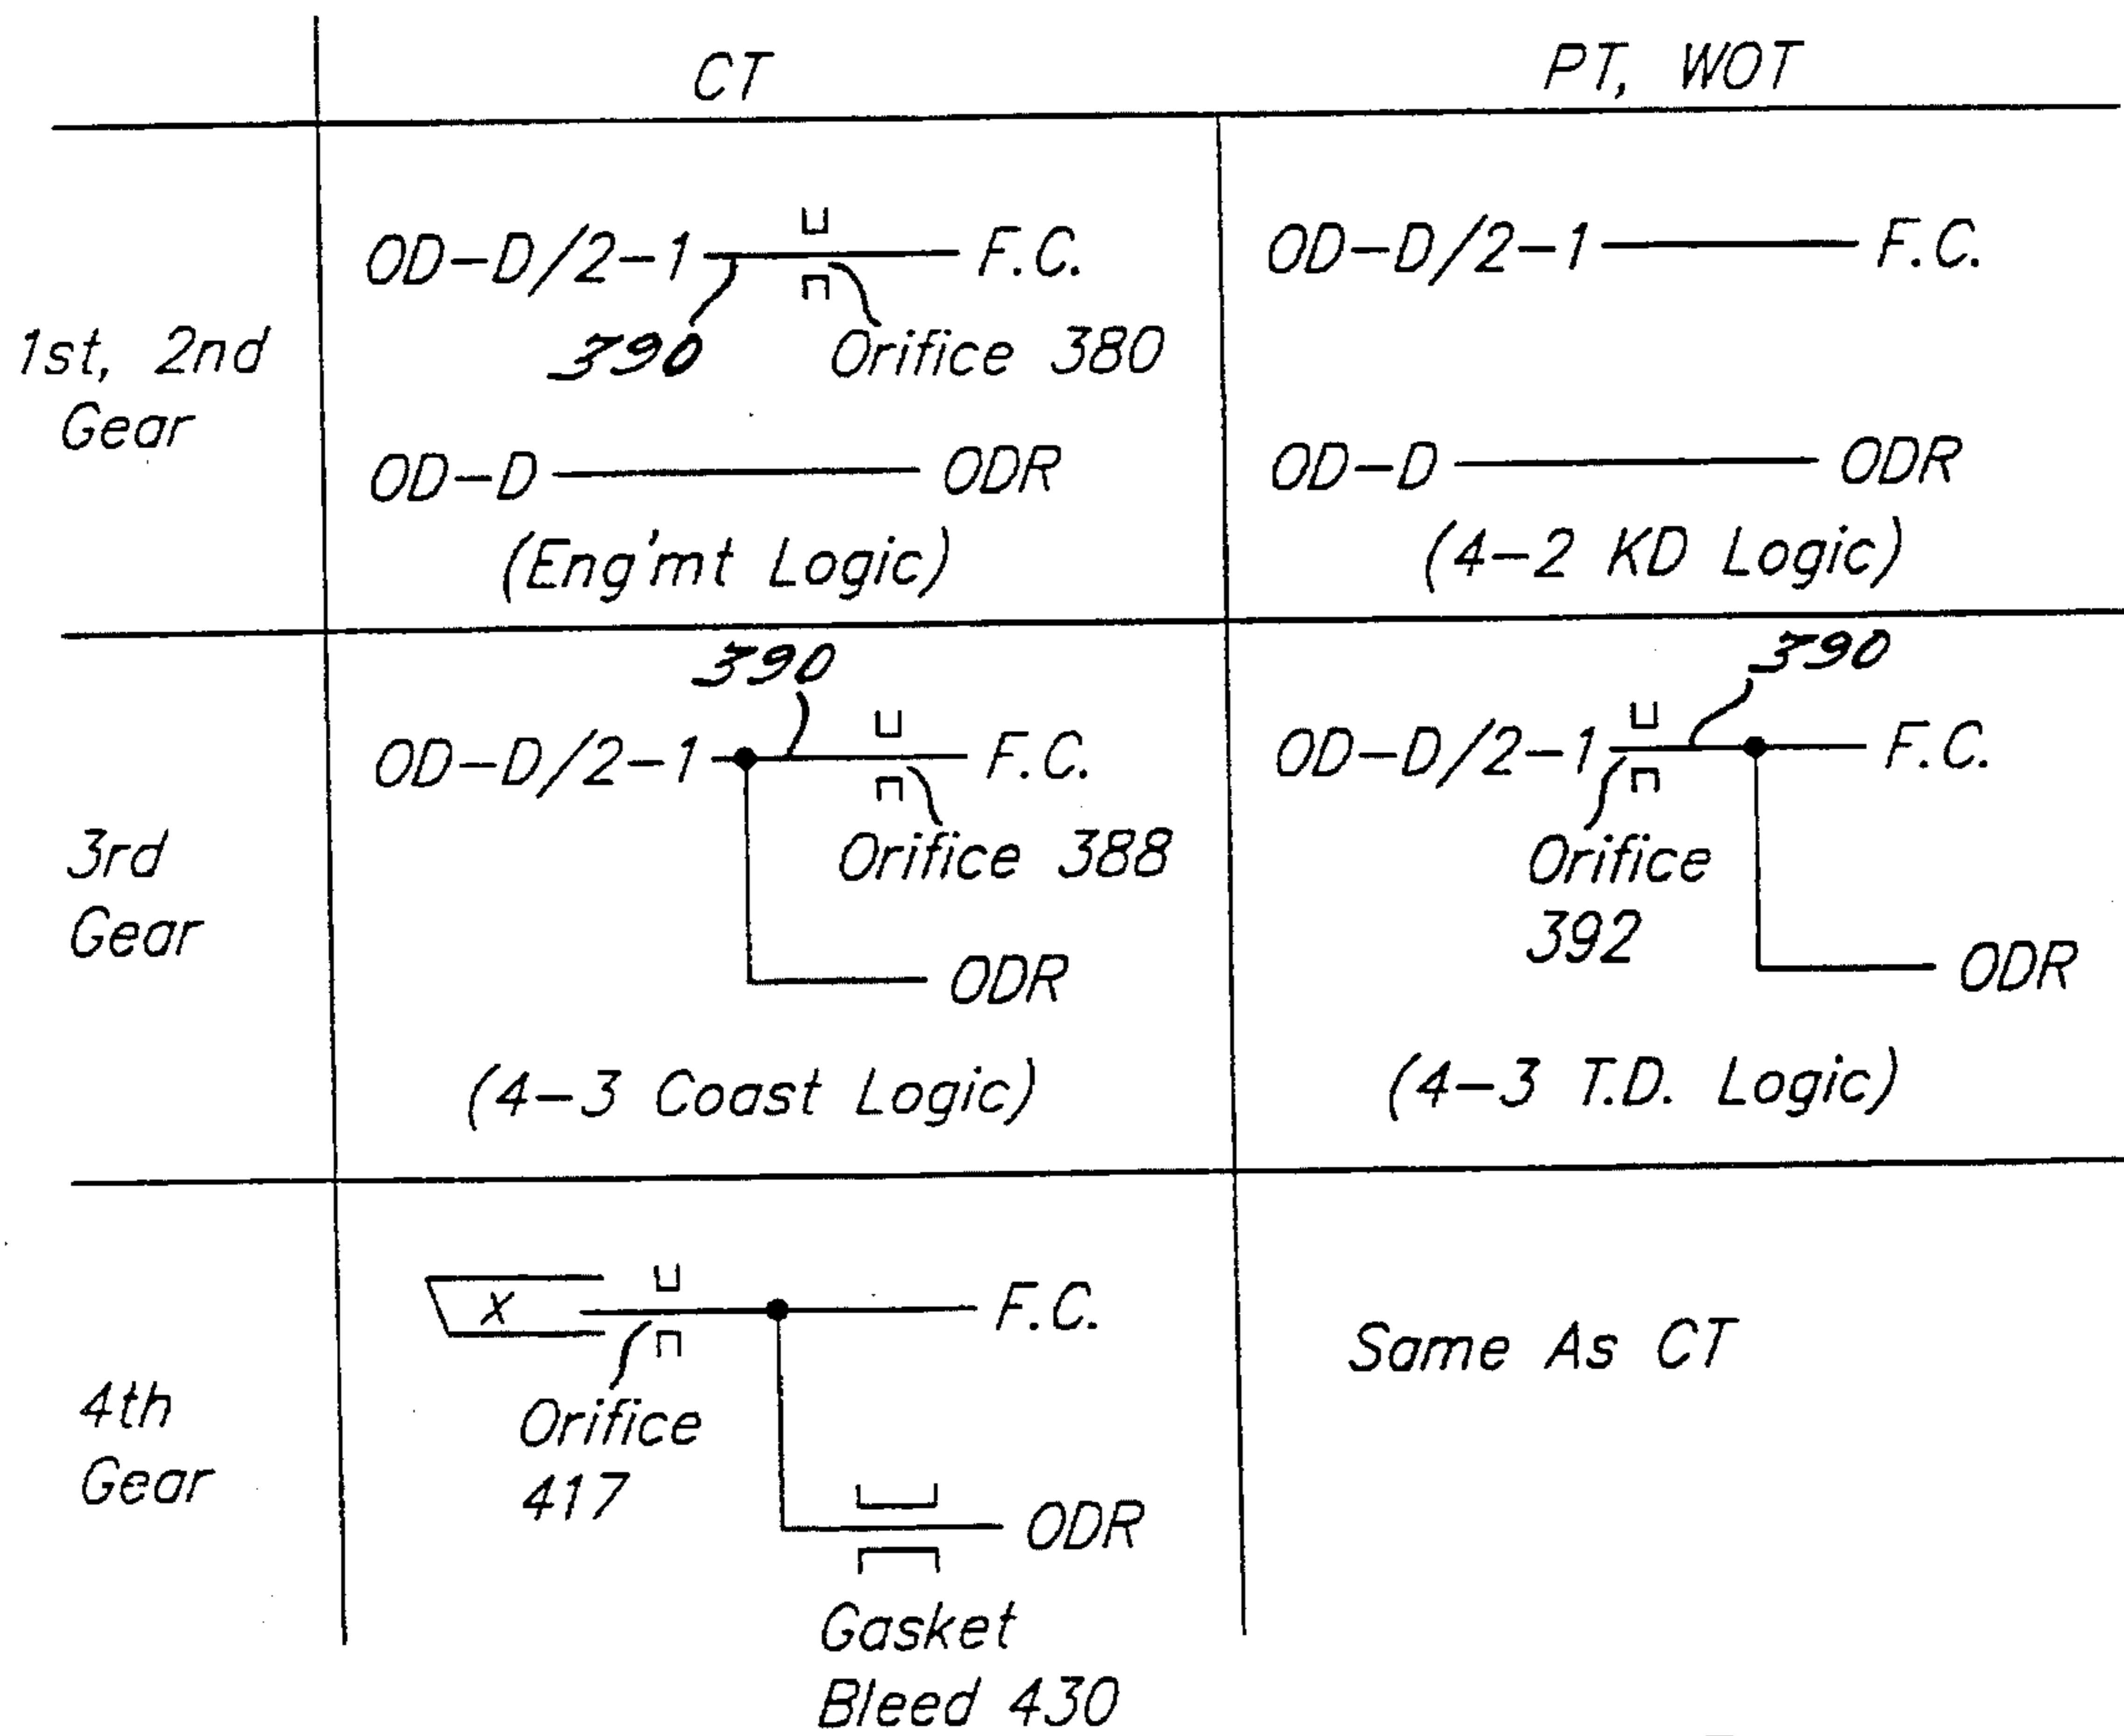 CT
PT, WOT
1st, 2nd
Gear
OD-D/2-1
F.C.
390
Orifice 380
OD-D
ODR
(Eng'mt Logic)
OD-D/2-1
F.C.
OD-D
ODR
(4-2 KD Logic)
3rd
Gear
390
OD-D/2-1
F.C.
Orifice 388
ODR
(4-3 Coast Logic)
390
OD-D/2-1
F.C.
Orifice
392
ODR
(4-3 T.D. Logic)
4th
Gear
X
F.C.
Orifice
417
ODR
Gasket
Bleed 430
Same As CT